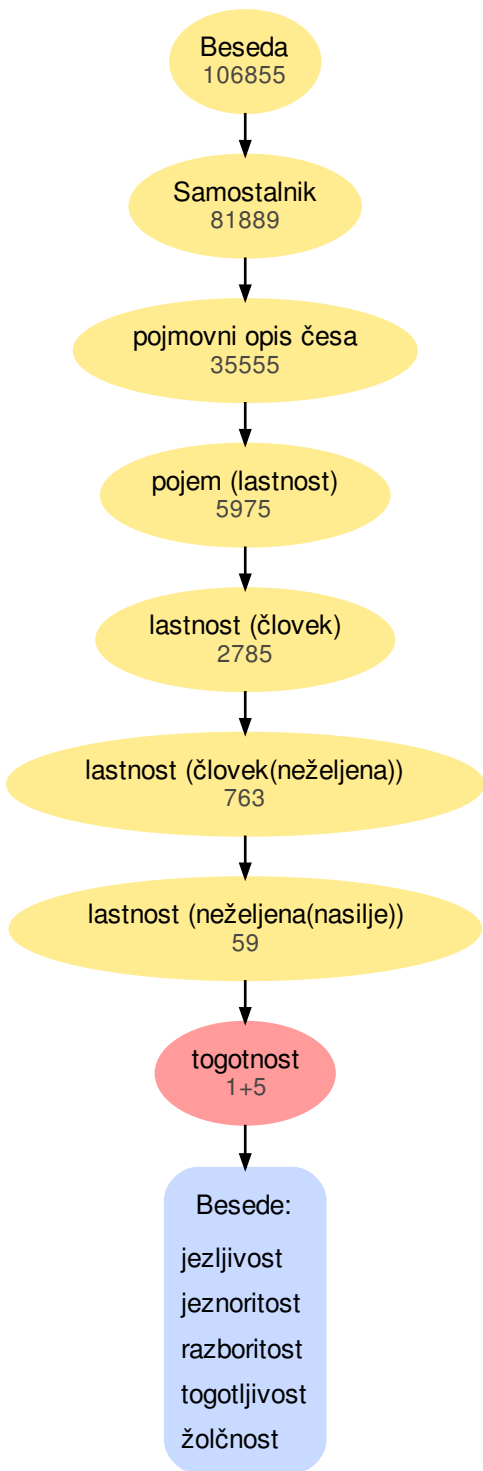 Beseda
106855
Samostalnik
81889
pojmovni opis česa
35555
pojem (lastnost)
5975
lastnost (človek)
2785
lastnost (človek(neželjena))
763
lastnost (neželjena(nasilje))
59
togotnost
1+5
Besede:
jezljivost
jeznoritost
razboritost
togotljivost
žolčnost